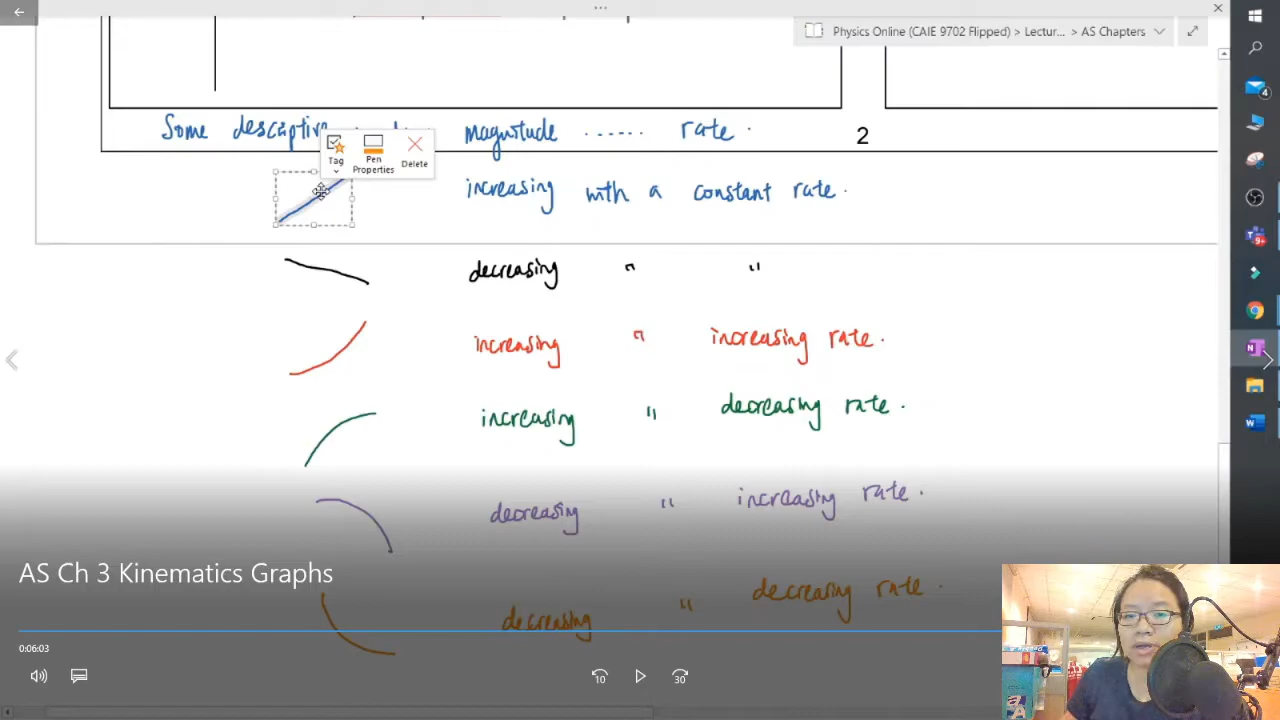 Physics Online (CAIE 9702 Flipped) > Lectur... > AS Chapters
Some descriptive magnitude ...... rate.
2
Tag
Pen Properties
Delete
increasing with a constant rate.
decreasing " "
increasing " increasing rate.
increasing " decreasing rate.
decreasing " increasing rate.
decreasing " decreasing rate.
AS Ch 3 Kinematics Graphs
0:06:03
10
30
4
9+
N
W